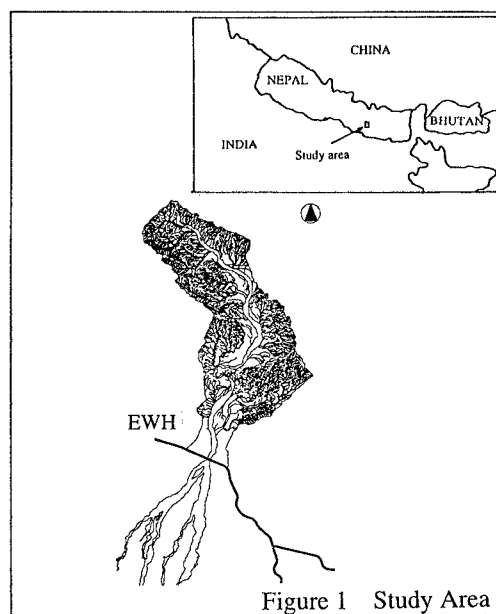 CHINA
NEPAL
BHUTAN
INDIA
Study area
EWH
Figure 1 Study Area